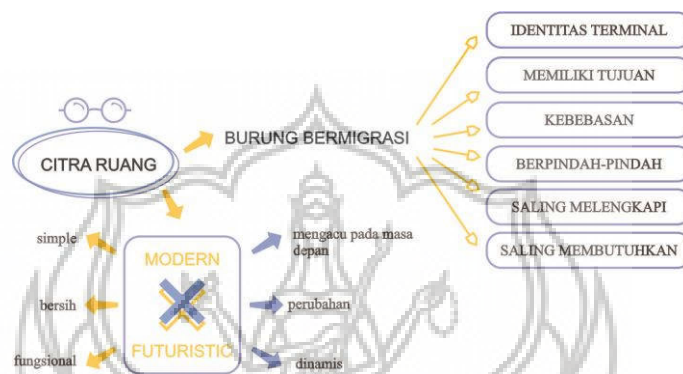 IDENTITAS TERMINAL
MEMILIKI TUJUAN
KEBEBASAN
BERPINDAH-PINDAH
SALING MELENGKAPI
SALING MEMBUTUHKAN
BURUNG BERMIGRASI
CITRA RUANG
simple
bersih
fungsional
MODERN
FUTURISTIC
mengacu pada masa
depan
perubahan
dinamis